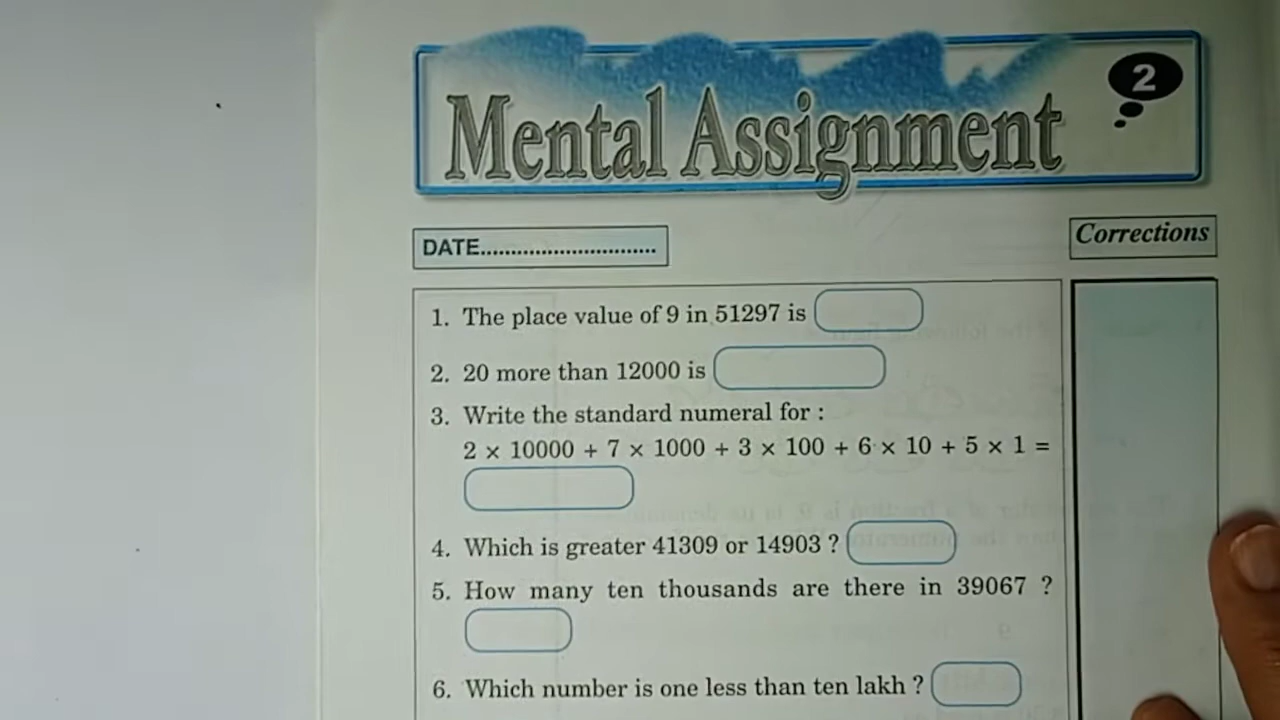 Mental Assignment
2
DATE.............................
Corrections
1. The place value of 9 in 51297 is
2. 20 more than 12000 is
3. Write the standard numeral for :
2 × 10000 + 7 × 1000 + 3 × 100 + 6 × 10 + 5 × 1 =
4. Which is greater 41309 or 14903 ?
5. How many ten thousands are there in 39067 ?
6. Which number is one less than ten lakh ?